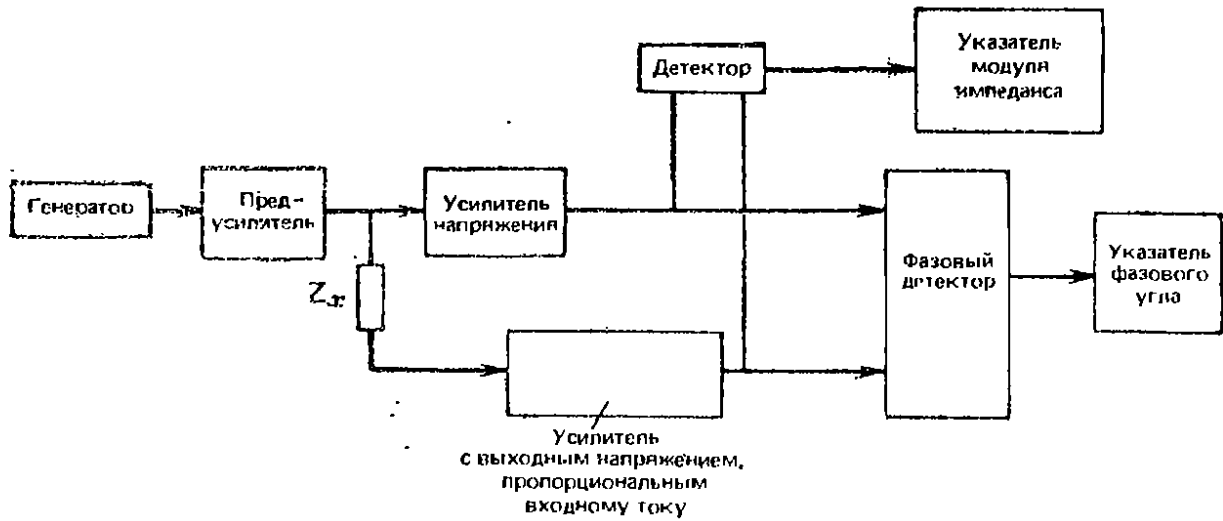 Детектор
Указатель
модуля
импеданса
Генератор
Пред-
усилитель
Усилитель
напряжения
Фазовый
детектор
Указатель
фазового
угла
Zx
Усилитель
с выходным напряжением,
пропорциональным
входному току